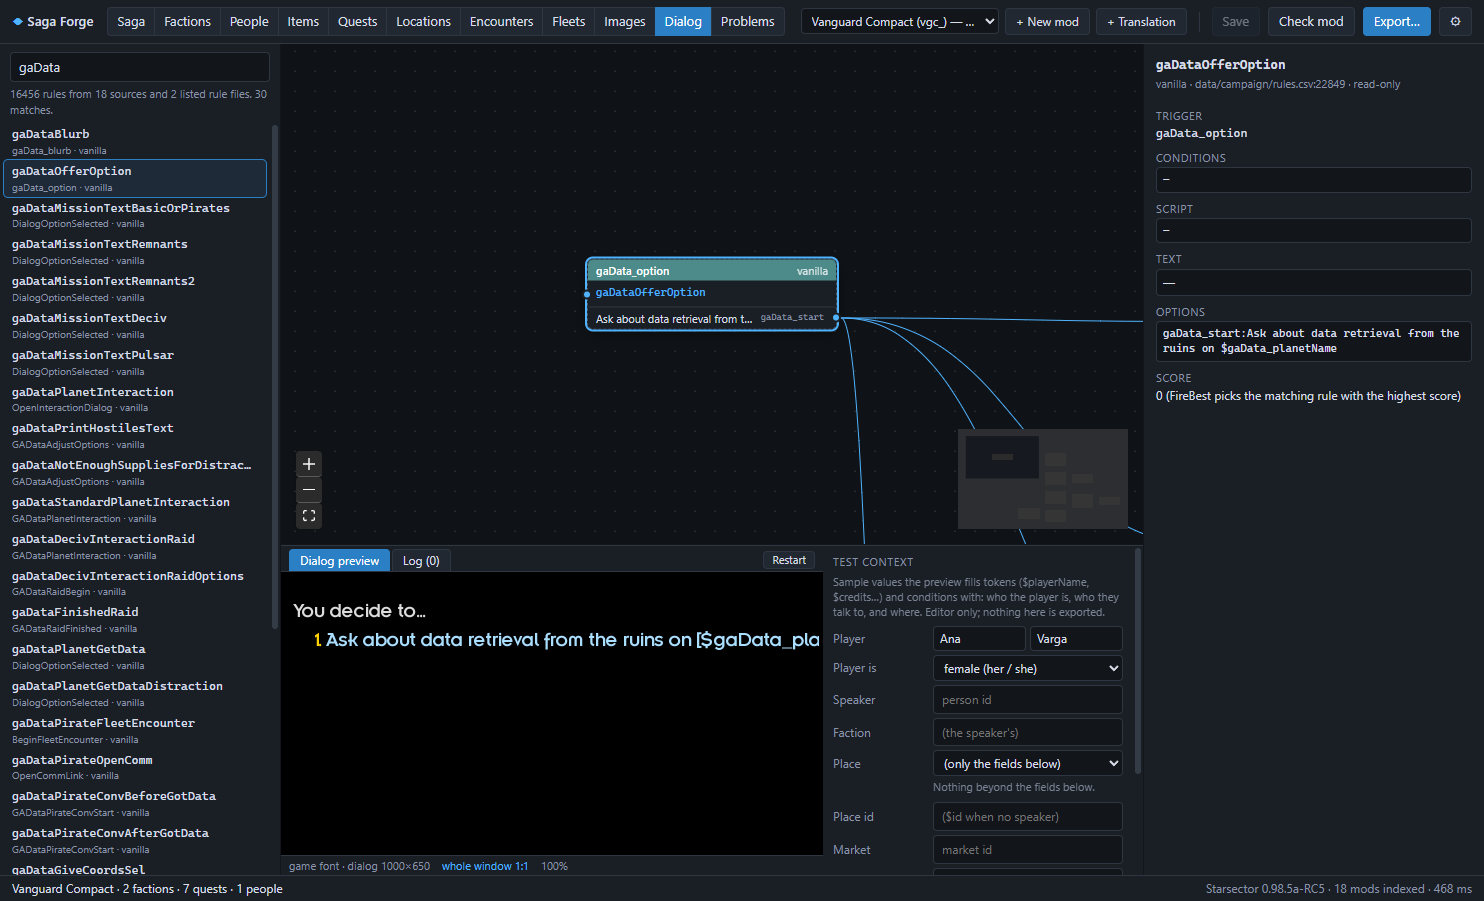 Saga Forge
Saga
Factions
People
Items
Quests
Locations
Encounters
Fleets
Images
Dialog
Problems
Vanguard Compact (vgc_) — ...
+ New mod
+ Translation
Save
Check mod
Export...
gaData
16456 rules from 18 sources and 2 listed rule files. 30
matches.
gaDataBlurb
gaData_blurb · vanilla
gaDataOfferOption
gaData_option · vanilla
gaDataMissionTextBasicOrPirates
DialogOptionSelected · vanilla
gaDataMissionTextRemnants
DialogOptionSelected · vanilla
gaDataMissionTextRemnants2
DialogOptionSelected · vanilla
gaDataMissionTextDeciv
DialogOptionSelected · vanilla
gaDataMissionTextPulsar
DialogOptionSelected · vanilla
gaDataPlanetInteraction
OpenInteractionDialog · vanilla
gaDataPrintHostilesText
GADataAdjustOptions · vanilla
gaDataNotEnoughSuppliesForDistrac...
GADataAdjustOptions · vanilla
gaDataStandardPlanetInteraction
GADataPlanetInteraction · vanilla
gaDataDecivInteractionRaid
GADataPlanetInteraction · vanilla
gaDataDecivInteractionRaidOptions
GADataRaidBegin · vanilla
gaDataFinishedRaid
GADataRaidFinished · vanilla
gaDataPlanetGetData
DialogOptionSelected · vanilla
gaDataPlanetGetDataDistraction
DialogOptionSelected · vanilla
gaDataPirateFleetEncounter
BeginFleetEncounter · vanilla
gaDataPirateOpenComm
OpenCommLink · vanilla
gaDataPirateConvBeforeGotData
GADataPirateConvStart · vanilla
gaDataPirateConvAfterGotData
GADataPirateConvStart · vanilla
gaDataGiveCoordsSel
gaData_option vanilla
gaDataOfferOption
Ask about data retrieval from t... gaData_start
Dialog preview
Log (0)
Restart
You decide to...
1. Ask about data retrieval from the ruins on [$gaData_pla
game font · dialog 1000×650 whole window 1:1 100%
TEST CONTEXT
Sample values the preview fills tokens ($playerName,
$credits...) and conditions with: who the player is, who they
talk to, and where. Editor only; nothing here is exported.
Player Ana Varga
Player is female (her / she)
Speaker person id
Faction (the speaker's)
Place (only the fields below)
Nothing beyond the fields below.
Place id ($id when no speaker)
Market market id
gaDataOfferOption
vanilla · data/campaign/rules.csv:22849 · read-only
TRIGGER
gaData_option
CONDITIONS
—
SCRIPT
—
TEXT
—
OPTIONS
gaData_start:Ask about data retrieval from the
ruins on $gaData_planetName
SCORE
0 (FireBest picks the matching rule with the highest score)
Vanguard Compact · 2 factions · 7 quests · 1 people
Starsector 0.98.5a-RC5 · 18 mods indexed · 468 ms